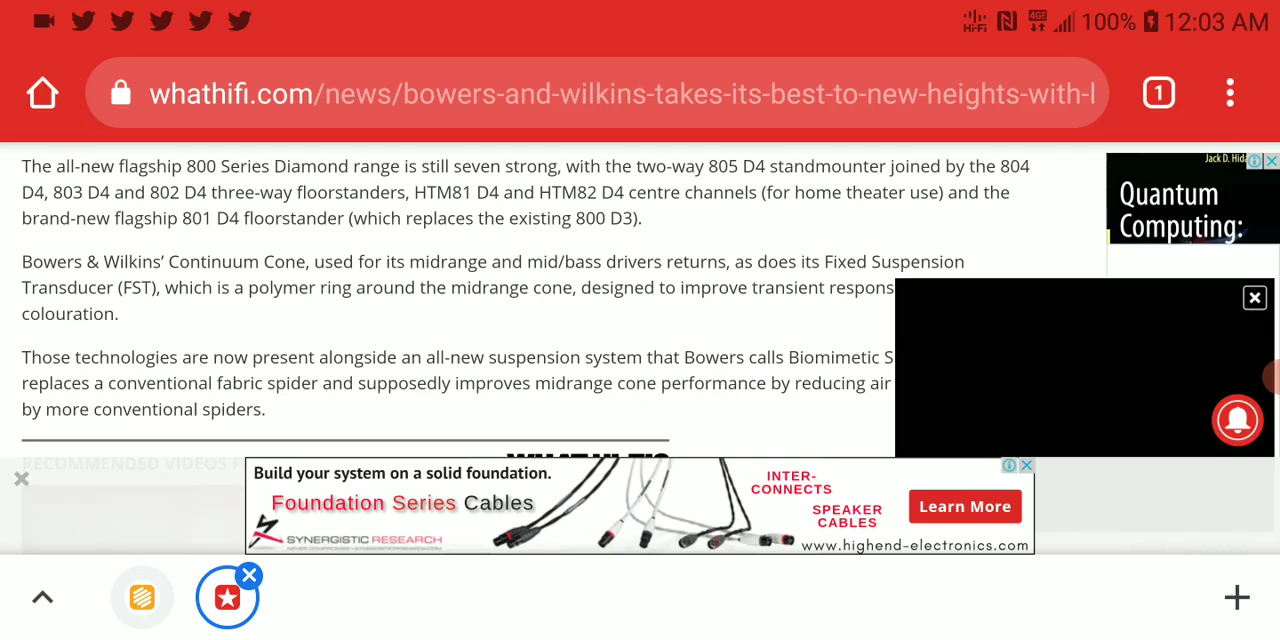 Hi-Fi 4GE 100% 12:03 AM
whathifi.com/news/bowers-and-wilkins-takes-its-best-to-new-heights-with-l
1
The all-new flagship 800 Series Diamond range is still seven strong, with the two-way 805 D4 standmounter joined by the 804
D4, 803 D4 and 802 D4 three-way floorstanders, HTM81 D4 and HTM82 D4 centre channels (for home theater use) and the
brand-new flagship 801 D4 floorstander (which replaces the existing 800 D3).
Jack D. Hida
Quantum
Computing:
Bowers & Wilkins’ Continuum Cone, used for its midrange and mid/bass drivers returns, as does its Fixed Suspension
Transducer (FST), which is a polymer ring around the midrange cone, designed to improve transient respons
colouration.
Those technologies are now present alongside an all-new suspension system that Bowers calls Biomimetic S
replaces a conventional fabric spider and supposedly improves midrange cone performance by reducing air
by more conventional spiders.
RECOMMENDED VIDEOS F
Build your system on a solid foundation.
Foundation Series Cables
SYNERGISTIC RESEARCH
INTER-
CONNECTS
SPEAKER
CABLES
Learn More
www.highend-electronics.com